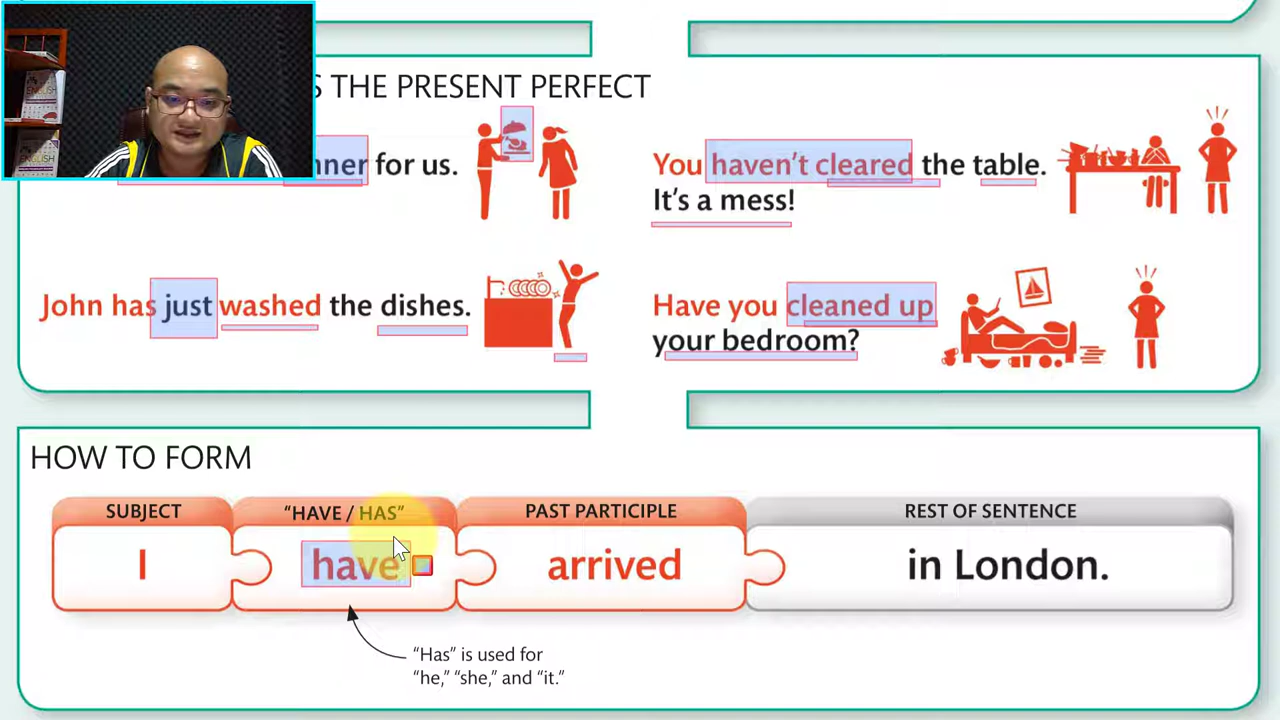 S THE PRESENT PERFECT
nner for us.
You haven't cleared the table.
It's a mess!
John has just washed the dishes.
Have you cleaned up
your bedroom?
HOW TO FORM
SUBJECT
"HAVE / HAS"
PAST PARTICIPLE
REST OF SENTENCE
I
have
arrived
in London.
"Has" is used for
"he," "she," and "it."
ENGLISH
ENGLISH